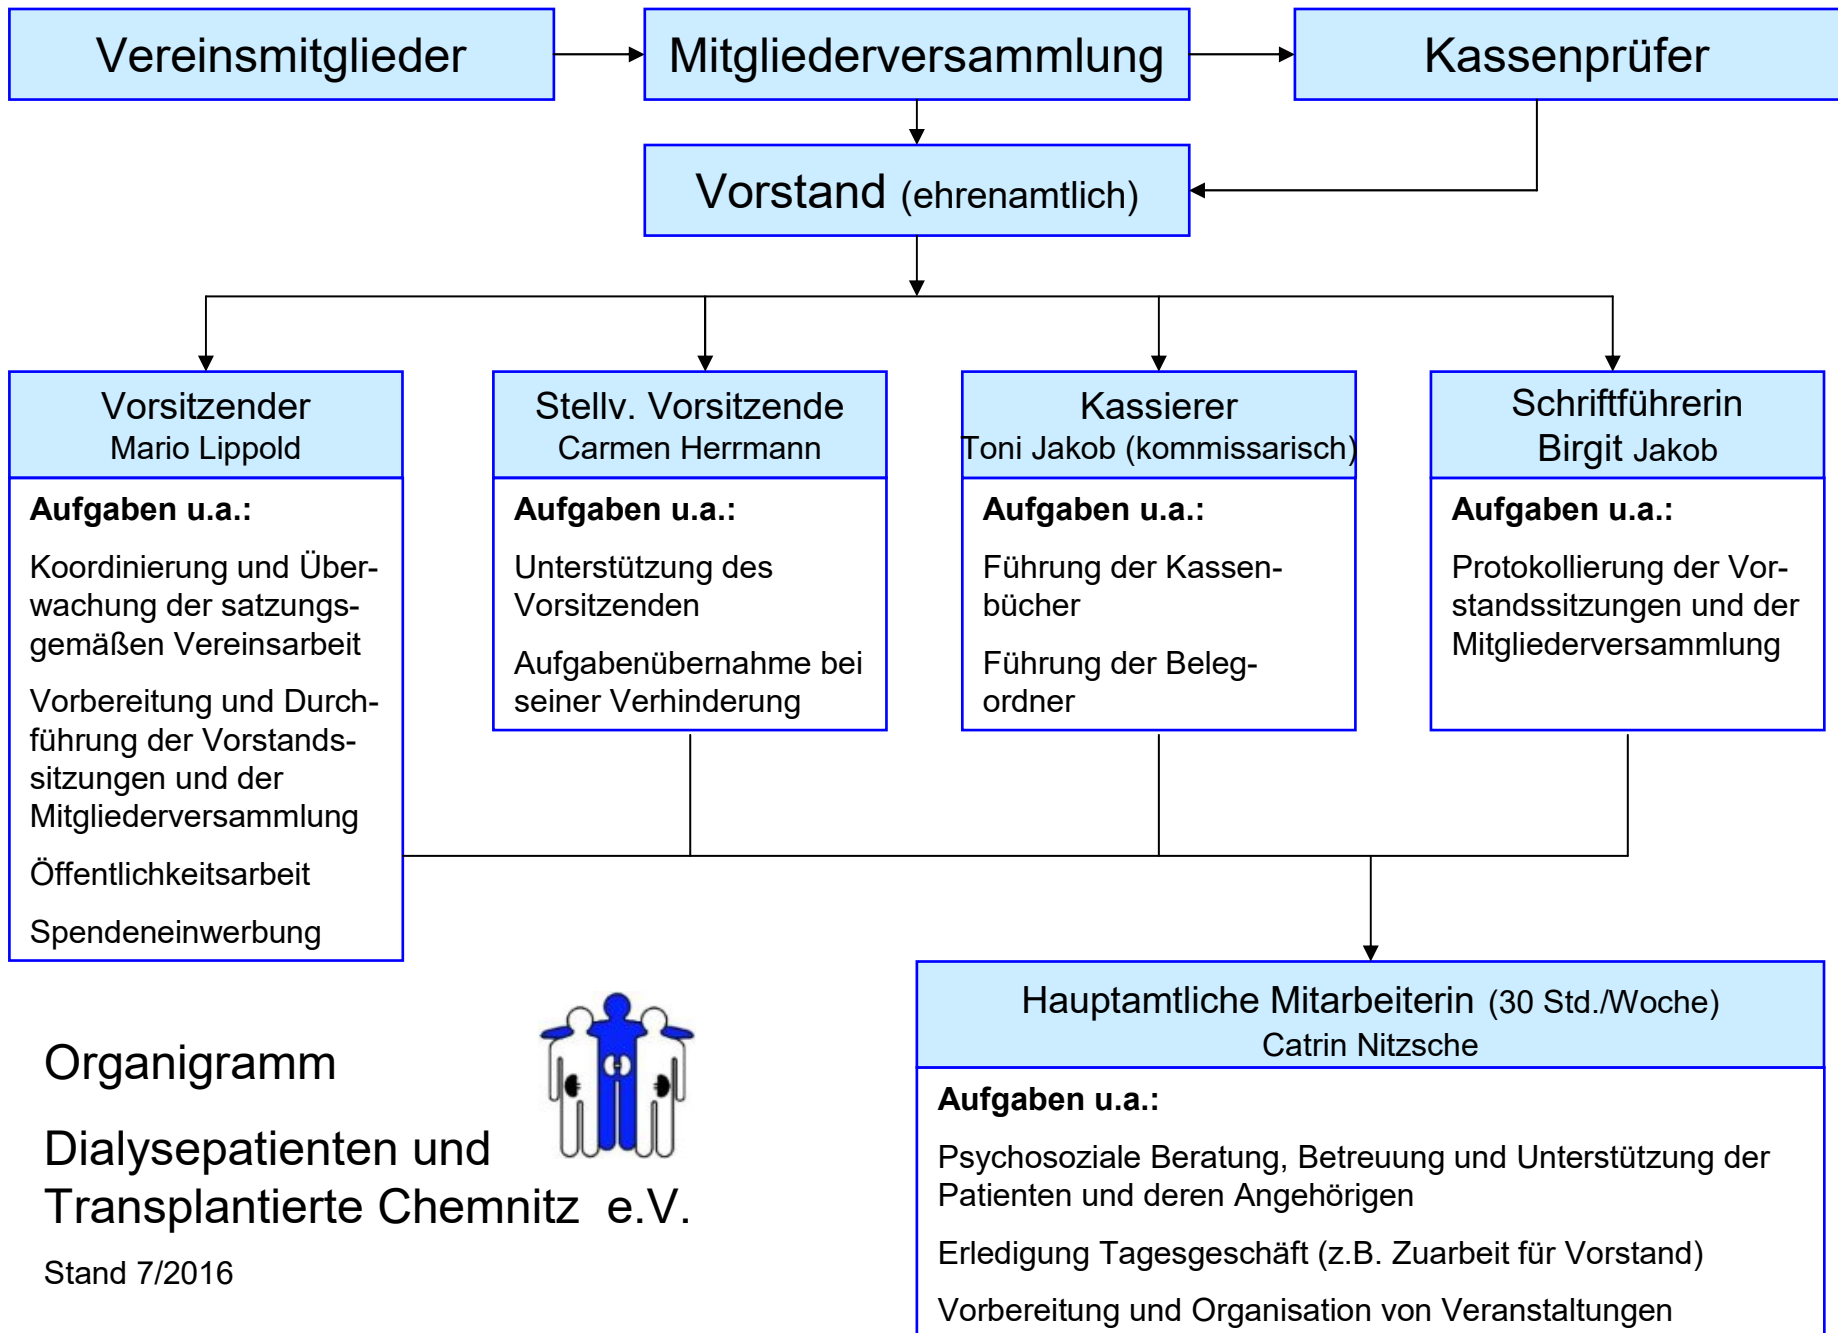 Vereinsmitglieder
Mitgliederversammlung
Kassenprüfer
Vorstand (ehrenamtlich)
Vorsitzender
Mario Lippold
Aufgaben u.a.:
Koordinierung und Über-
wachung der satzungs-
gemäßen Vereinsarbeit
Vorbereitung und Durch-
führung der Vorstands-
sitzungen und der
Mitgliederversammlung
Öffentlichkeitsarbeit
Spendeneinwerbung
Stellv. Vorsitzende
Carmen Herrmann
Aufgaben u.a.:
Unterstützung des
Vorsitzenden
Aufgabenübernahme bei
seiner Verhinderung
Kassierer
Toni Jakob (kommissarisch)
Aufgaben u.a.:
Führung der Kassen-
bücher
Führung der Beleg-
ordner
Schriftführerin
Birgit Jakob
Aufgaben u.a.:
Protokollierung der Vor-
standssitzungen und der
Mitgliederversammlung
Hauptamtliche Mitarbeiterin (30 Std./Woche)
Catrin Nitzsche
Aufgaben u.a.:
Psychosoziale Beratung, Betreuung und Unterstützung der
Patienten und deren Angehörigen
Erledigung Tagesgeschäft (z.B. Zuarbeit für Vorstand)
Vorbereitung und Organisation von Veranstaltungen
Organigramm
Dialysepatienten und
Transplantierte Chemnitz e.V.
Stand 7/2016